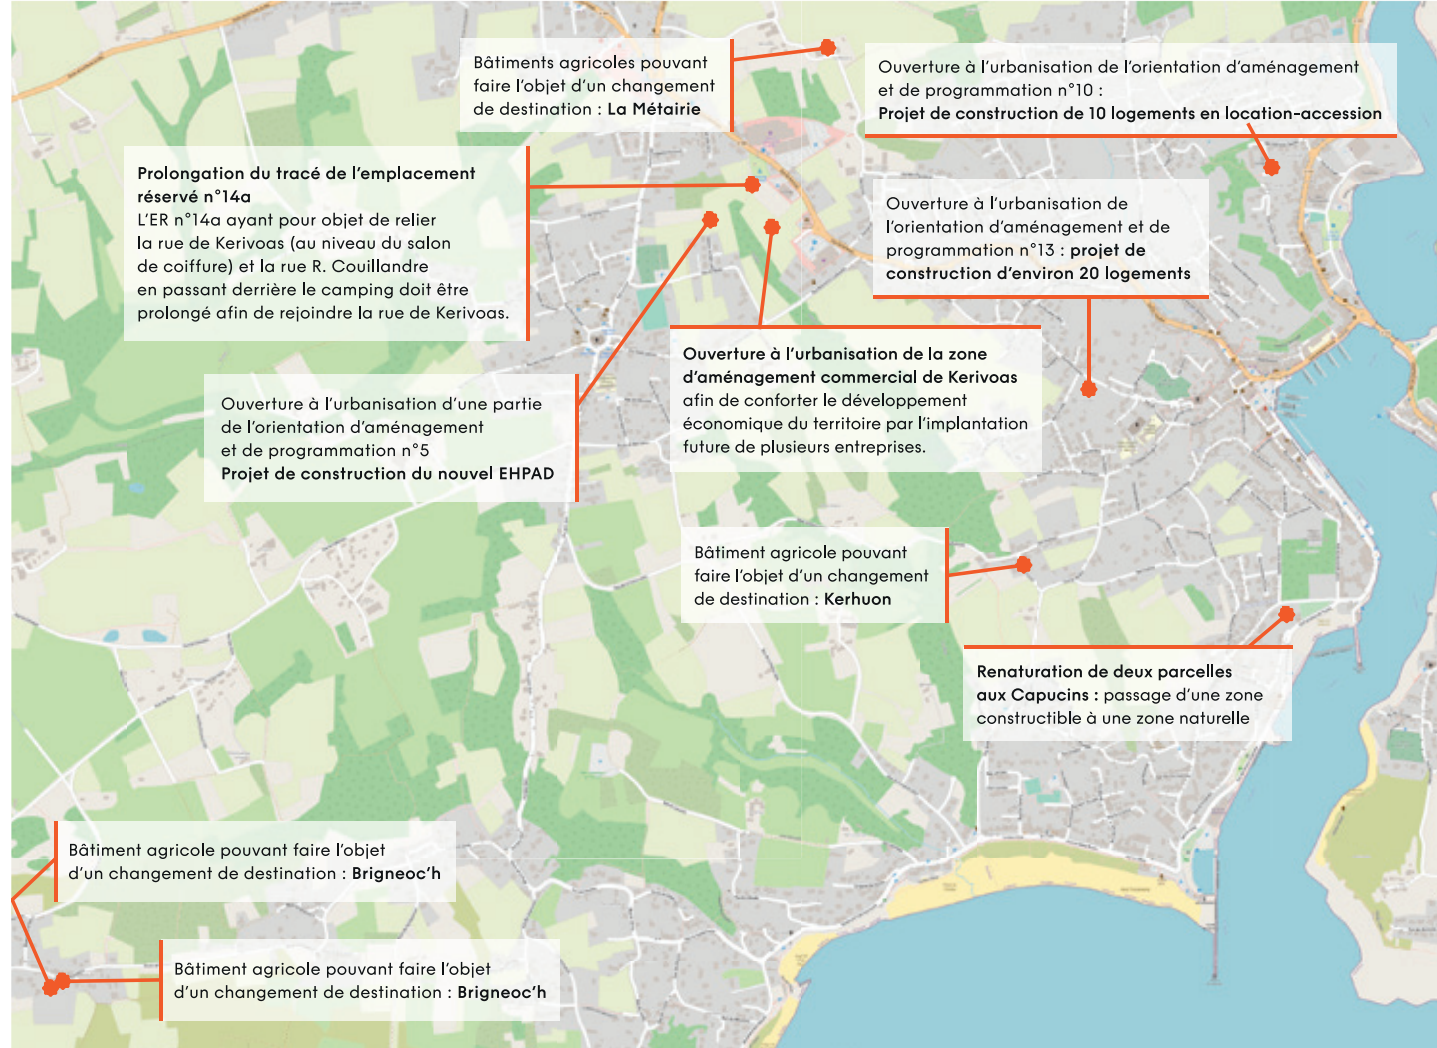 Bâtiments agricoles pouvant
faire l'objet d'un changement
de destination : La Métairie
Ouverture à l'urbanisation de l'orientation d'aménagement
et de programmation n°10 :
Projet de construction de 10 logements en location-accession
Prolongation du tracé de l'emplacement
réservé n°14a
L'ER n°14a ayant pour objet de relier
la rue de Kerivoas (au niveau du salon
de coiffure) et la rue R. Couillandre
en passant derrière le camping doit être
prolongé afin de rejoindre la rue de Kerivoas.
Ouverture à l'urbanisation de
l'orientation d'aménagement et de
programmation n°13 : projet de
construction d'environ 20 logements
Ouverture à l'urbanisation de la zone
d'aménagement commercial de Kerivoas
afin de conforter le développement
économique du territoire par l'implantation
future de plusieurs entreprises.
Ouverture à l'urbanisation d'une partie
de l'orientation d'aménagement
et de programmation n°5
Projet de construction du nouvel EHPAD
Bâtiment agricole pouvant
faire l'objet d'un changement
de destination : Kerhuon
Renaturation de deux parcelles
aux Capucins : passage d'une zone
constructible à une zone naturelle
Bâtiment agricole pouvant faire l'objet
d'un changement de destination : Brigneoc'h
Bâtiment agricole pouvant faire l'objet
d'un changement de destination : Brigneoc'h